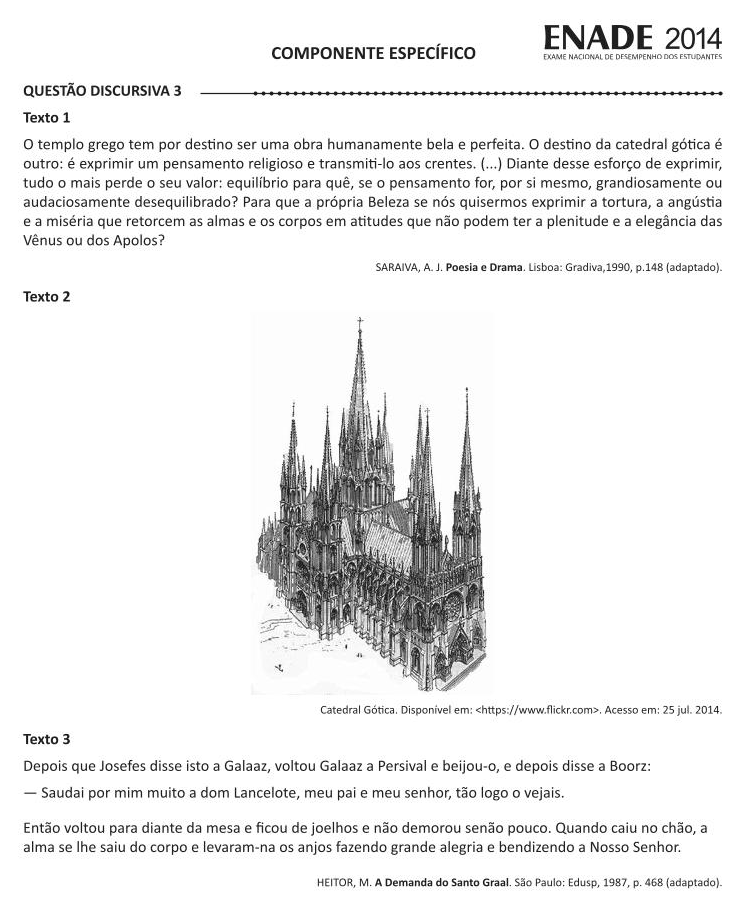 ENADE 2014
EXAME NACIONAL DE DESEMPENHO DOS ESTUDANTES
COMPONENTE ESPECÍFICO
QUESTÃO DISCURSIVA 3
Texto 1
O templo grego tem por destino ser uma obra humanamente bela e perfeita. O destino da catedral gótica é
outro: é exprimir um pensamento religioso e transmiti-lo aos crentes. (...) Diante desse esforço de exprimir,
tudo o mais perde o seu valor: equilíbrio para quê, se o pensamento for, por si mesmo, grandiosamente ou
audaciosamente desequilibrado? Para que a própria Beleza se nós quisermos exprimir a tortura, a angústia
e a miséria que retorcem as almas e os corpos em atitudes que não podem ter a plenitude e a elegância das
Vênus ou dos Apolos?
SARAIVA, A. J. Poesia e Drama. Lisboa: Gradiva,1990, p.148 (adaptado).
Texto 2
Catedral Gótica. Disponível em: <https://www.flickr.com>. Acesso em: 25 jul. 2014.
Texto 3
Depois que Josefes disse isto a Galaaz, voltou Galaaz a Persival e beijou-o, e depois disse a Boorz:
— Saudai por mim muito a dom Lancelote, meu pai e meu senhor, tão logo o vejais.
Então voltou para diante da mesa e ficou de joelhos e não demorou senão pouco. Quando caiu no chão, a
alma se lhe saiu do corpo e levaram-na os anjos fazendo grande alegria e bendizendo a Nosso Senhor.
HEITOR, M. A Demanda do Santo Graal. São Paulo: Edusp, 1987, p. 468 (adaptado).